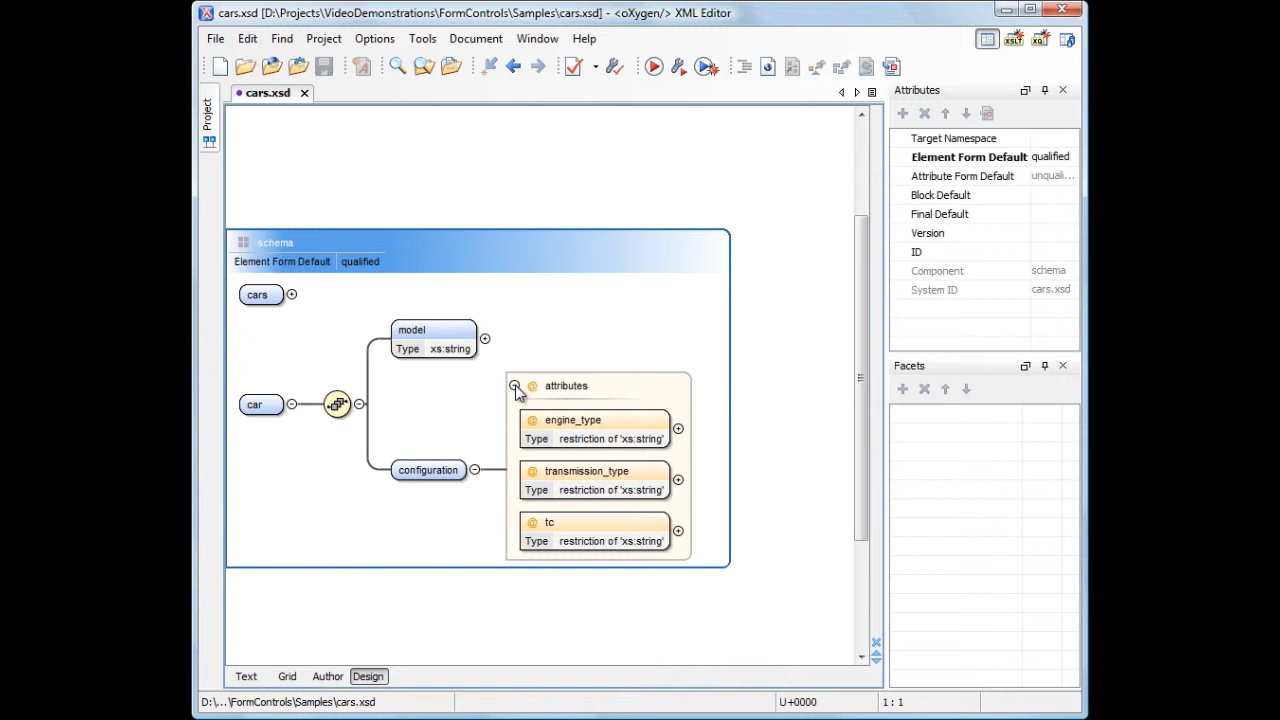 cars.xsd [D:\Projects\VideoDemonstrations\FormControls\Samples\cars.xsd] - <oXygen/> XML Editor
File Edit Find Project Options Tools Document Window Help
XSLT XQ
Project
cars.xsd
Attributes
Target Namespace
Element Form Default qualified
Attribute Form Default unquali...
Block Default
Final Default
Version
ID
Component schema
System ID cars.xsd
schema
Element Form Default qualified
cars
model
Type xs:string
car
configuration
@ attributes
@ engine_type
Type restriction of 'xs:string'
@ transmission_type
Type restriction of 'xs:string'
@ tc
Type restriction of 'xs:string'
Facets
Text Grid Author Design
D:\...\FormControls\Samples\cars.xsd U+0000 1 : 1